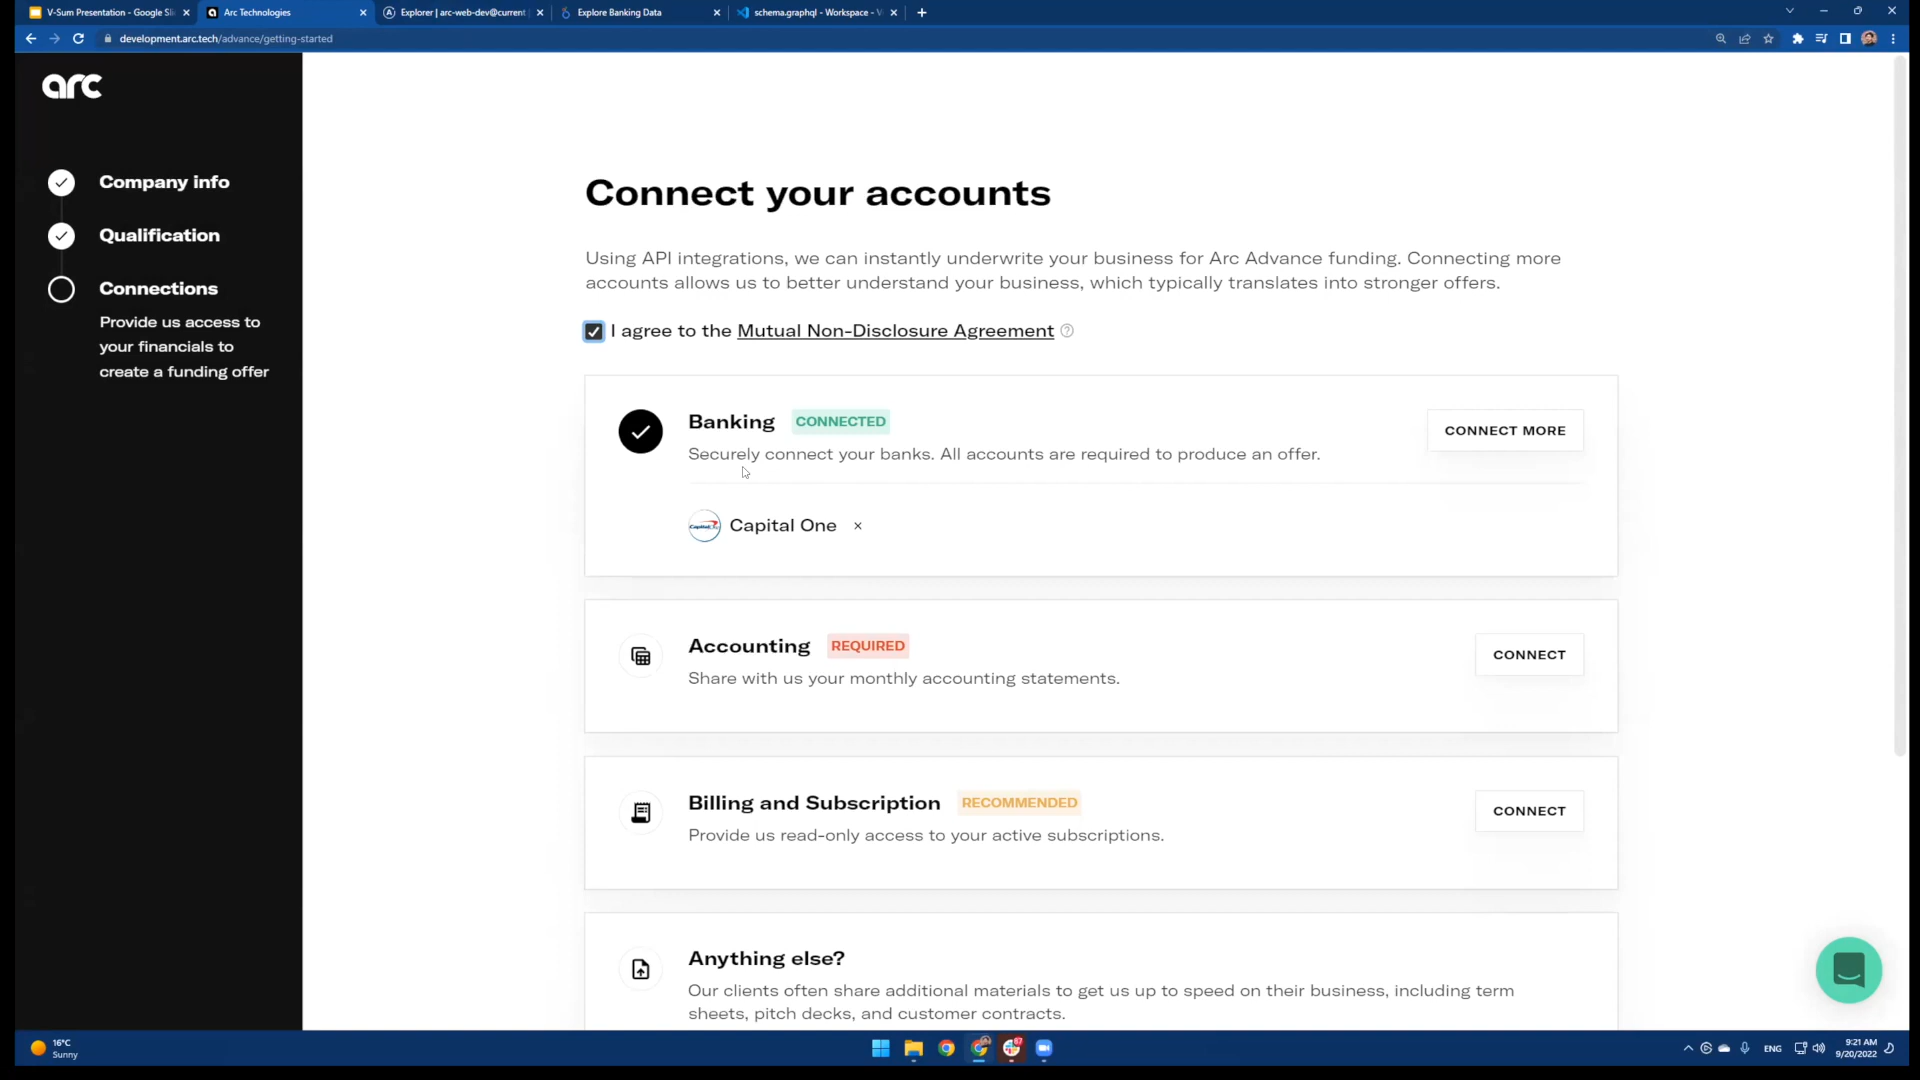 V-Sum Presentation - Google Sli
Arc Technologies
Explorer | arc-web-dev@current
Explore Banking Data
schema.graphql - Workspace - V
development.arc.tech/advance/getting-started
arc
Company info
Qualification
Connections
Provide us access to
your financials to
create a funding offer
Connect your accounts
Using API integrations, we can instantly underwrite your business for Arc Advance funding. Connecting more
accounts allows us to better understand your business, which typically translates into stronger offers.
I agree to the Mutual Non-Disclosure Agreement ?
Banking CONNECTED
CONNECT MORE
Securely connect your banks. All accounts are required to produce an offer.
Capital One Capital One ×
Accounting REQUIRED
CONNECT
Share with us your monthly accounting statements.
Billing and Subscription RECOMMENDED
CONNECT
Provide us read-only access to your active subscriptions.
Anything else?
Our clients often share additional materials to get us up to speed on their business, including term
sheets, pitch decks, and customer contracts.
16°C
Sunny
ENG
9:21 AM
9/20/2022